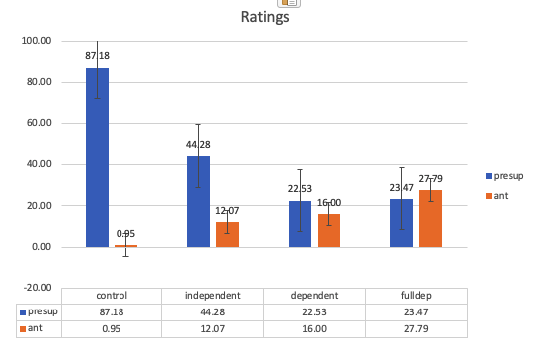 Ratings
100.00
80.00
60.00
40.00
20.00
0.00
-20.00
87.18
0.95
44.28
12.07
22.53
16.00
23.47
27.79
presup
ant
control independent dependent fulldep
presup 87.18 44.28 22.53 23.47
ant 0.95 12.07 16.00 27.79